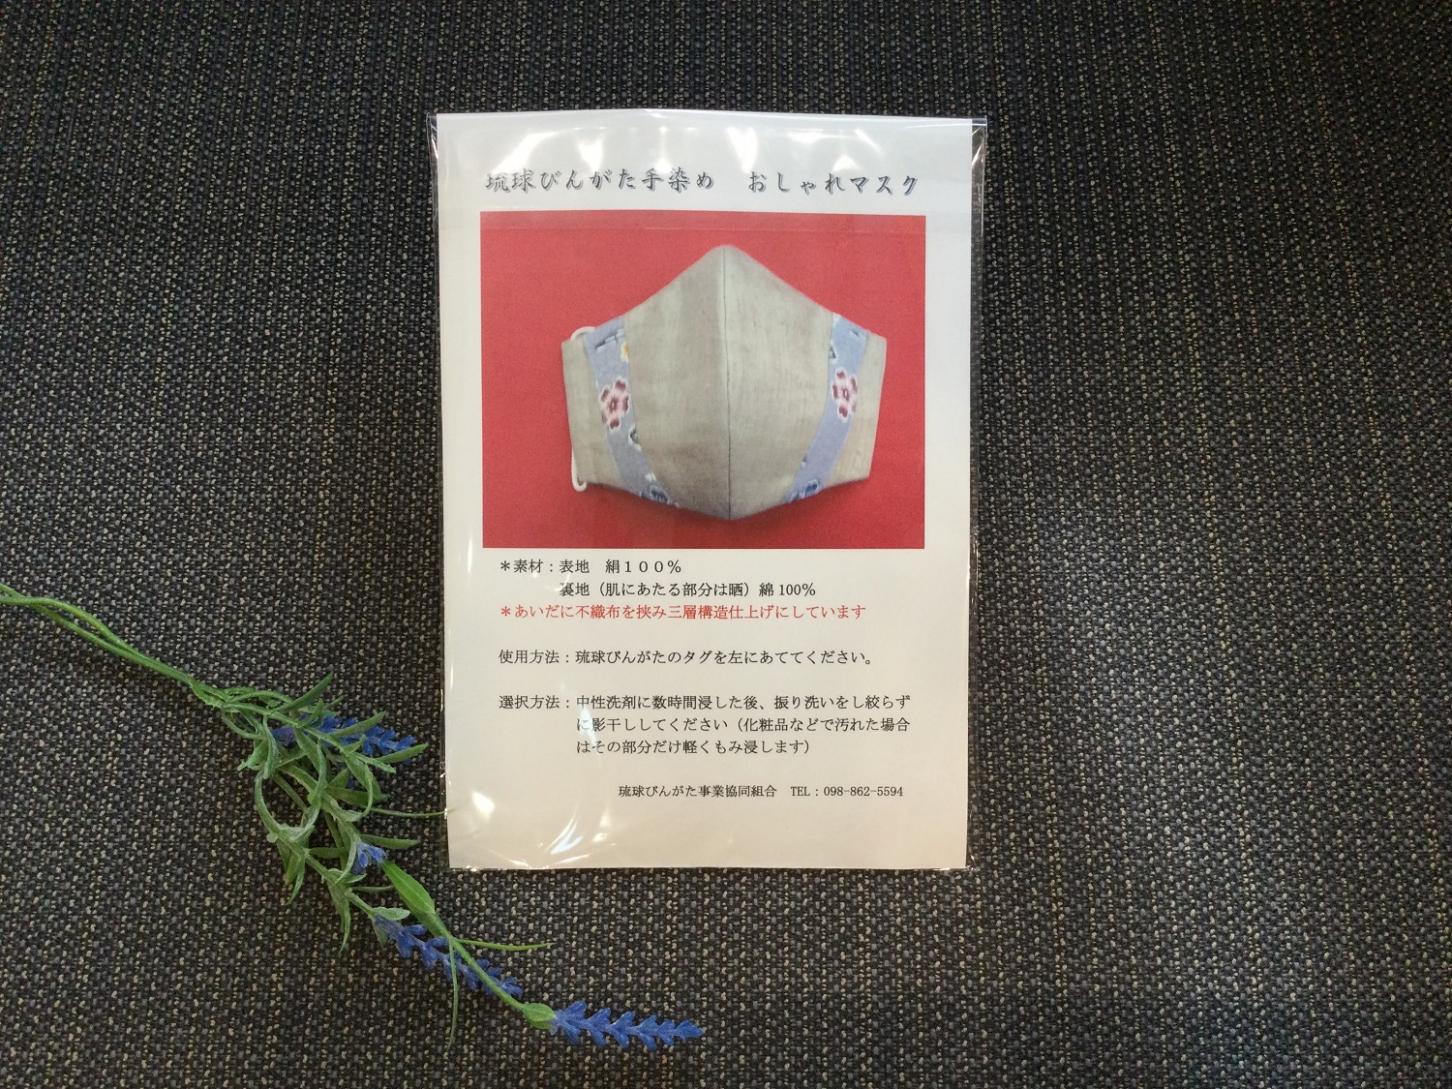 琉球びんがた手染め　おしゃれマスク
＊素材：表地　絹１００％
裏地（肌にあたる部分は晒）綿100％
＊あいだに不織布を挟み三層構造仕上げにしています
使用方法：琉球びんがたのタグを左にあててください。
選択方法：中性洗剤に数時間浸した後、振り洗いをし絞らず
に影干ししてください（化粧品などで汚れた場合
はその部分だけ軽くもみ浸します）
琉球びんがた事業協同組合　TEL：098-862-5594